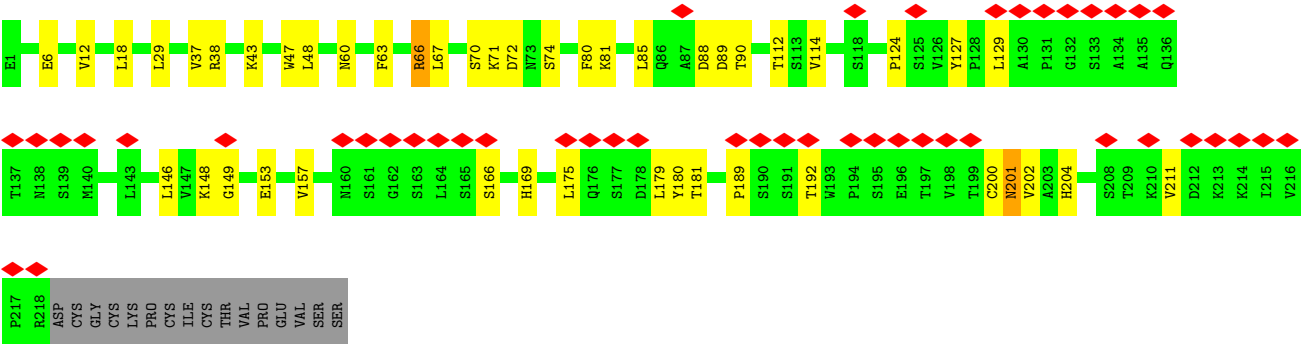 E1 E6 V12 L18 L29 V37 R38 K43 W47 L48 N60 F63 R66 L67 S70 K71 D72 N73 S74 F80 K81 L85 Q86 A87 D88 D89 T90 T112 S113 V114 S118 P124 S125 V126 Y127 P128 L129 A130 P131 G132 S133 A134 A135 Q136
T137 N138 S139 M140 L143 L146 V147 K148 G149 E153 V157 N160 S161 G162 S163 L164 S165 S166 H169 L175 Q176 S177 D178 L179 Y180 T181 P189 S190 S191 T192 W193 P194 S195 E196 T197 V198 T199 C200 N201 V202 A203 H204 S208 T209 K210 V211 D212 K213 K214 I215 V216
P217 R218 ASP CYS GLY CYS LYS PRO CYS ILE CYS THR VAL PRO GLU VAL SER SER